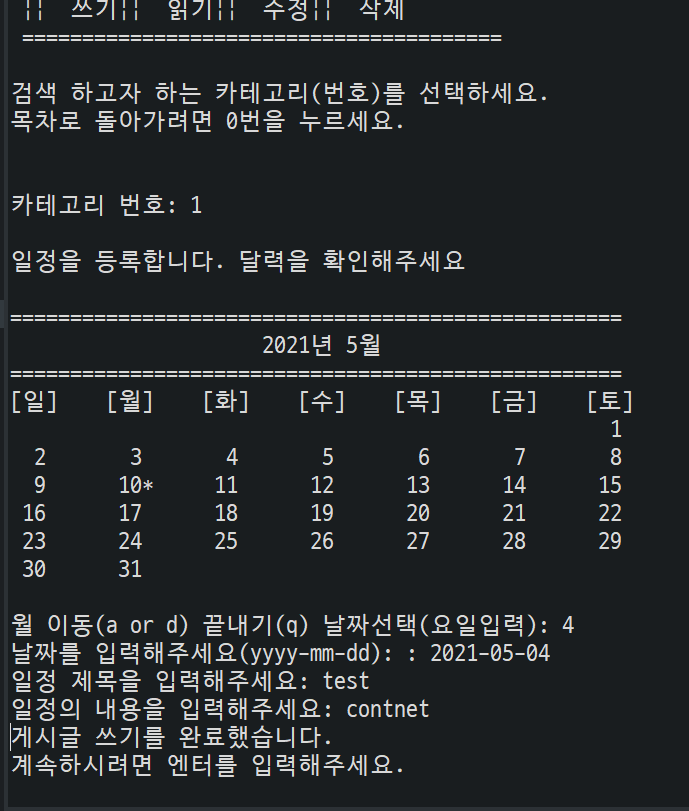 ¦¦ 쓰기¦¦ 읽기¦¦ 수정¦¦ 삭제
========================================
검색 하고자 하는 카테고리(번호)를 선택하세요.
목차로 돌아가려면 0번을 누르세요.
카테고리 번호: 1
일정을 등록합니다. 달력을 확인해주세요
===================================================
2021년 5월
===================================================
[일] [월] [화] [수] [목] [금] [토]
1
2 3 4 5 6 7 8
9 10* 11 12 13 14 15
16 17 18 19 20 21 22
23 24 25 26 27 28 29
30 31
월 이동(a or d) 끝내기(q) 날짜선택(요일입력): 4
날짜를 입력해주세요(yyyy-mm-dd): : 2021-05-04
일정 제목을 입력해주세요: test
일정의 내용을 입력해주세요: contnet
게시글 쓰기를 완료했습니다.
계속하시려면 엔터를 입력해주세요.